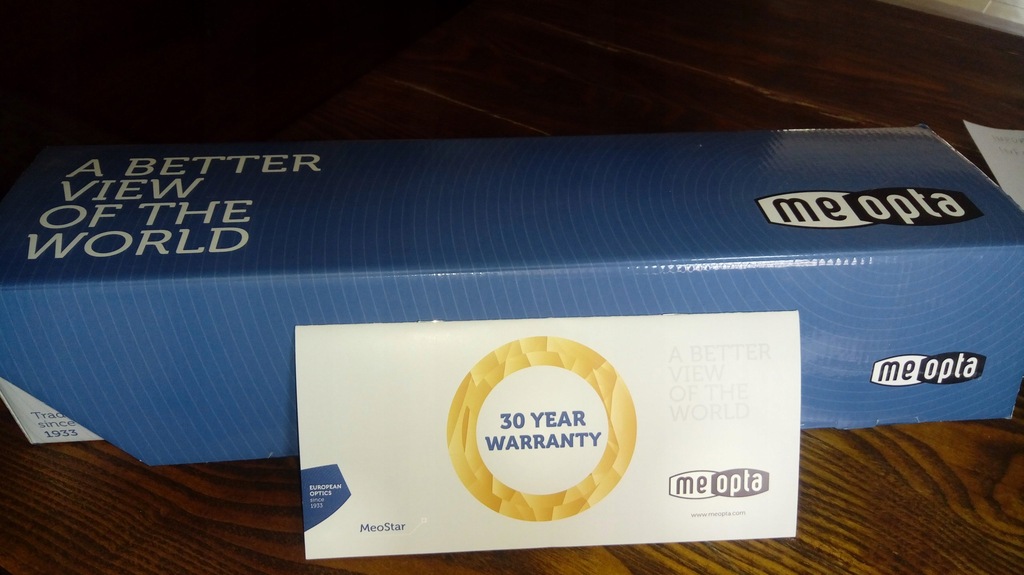 A BETTER
VIEW
OF THE
WORLD
meopta
meopta
Trad
since
1933
30 YEAR
WARRANTY
A BETTER
VIEW
OF THE
WORLD
EUROPEAN
OPTICS
since
1933
MeoStar
meopta
www.meopta.com